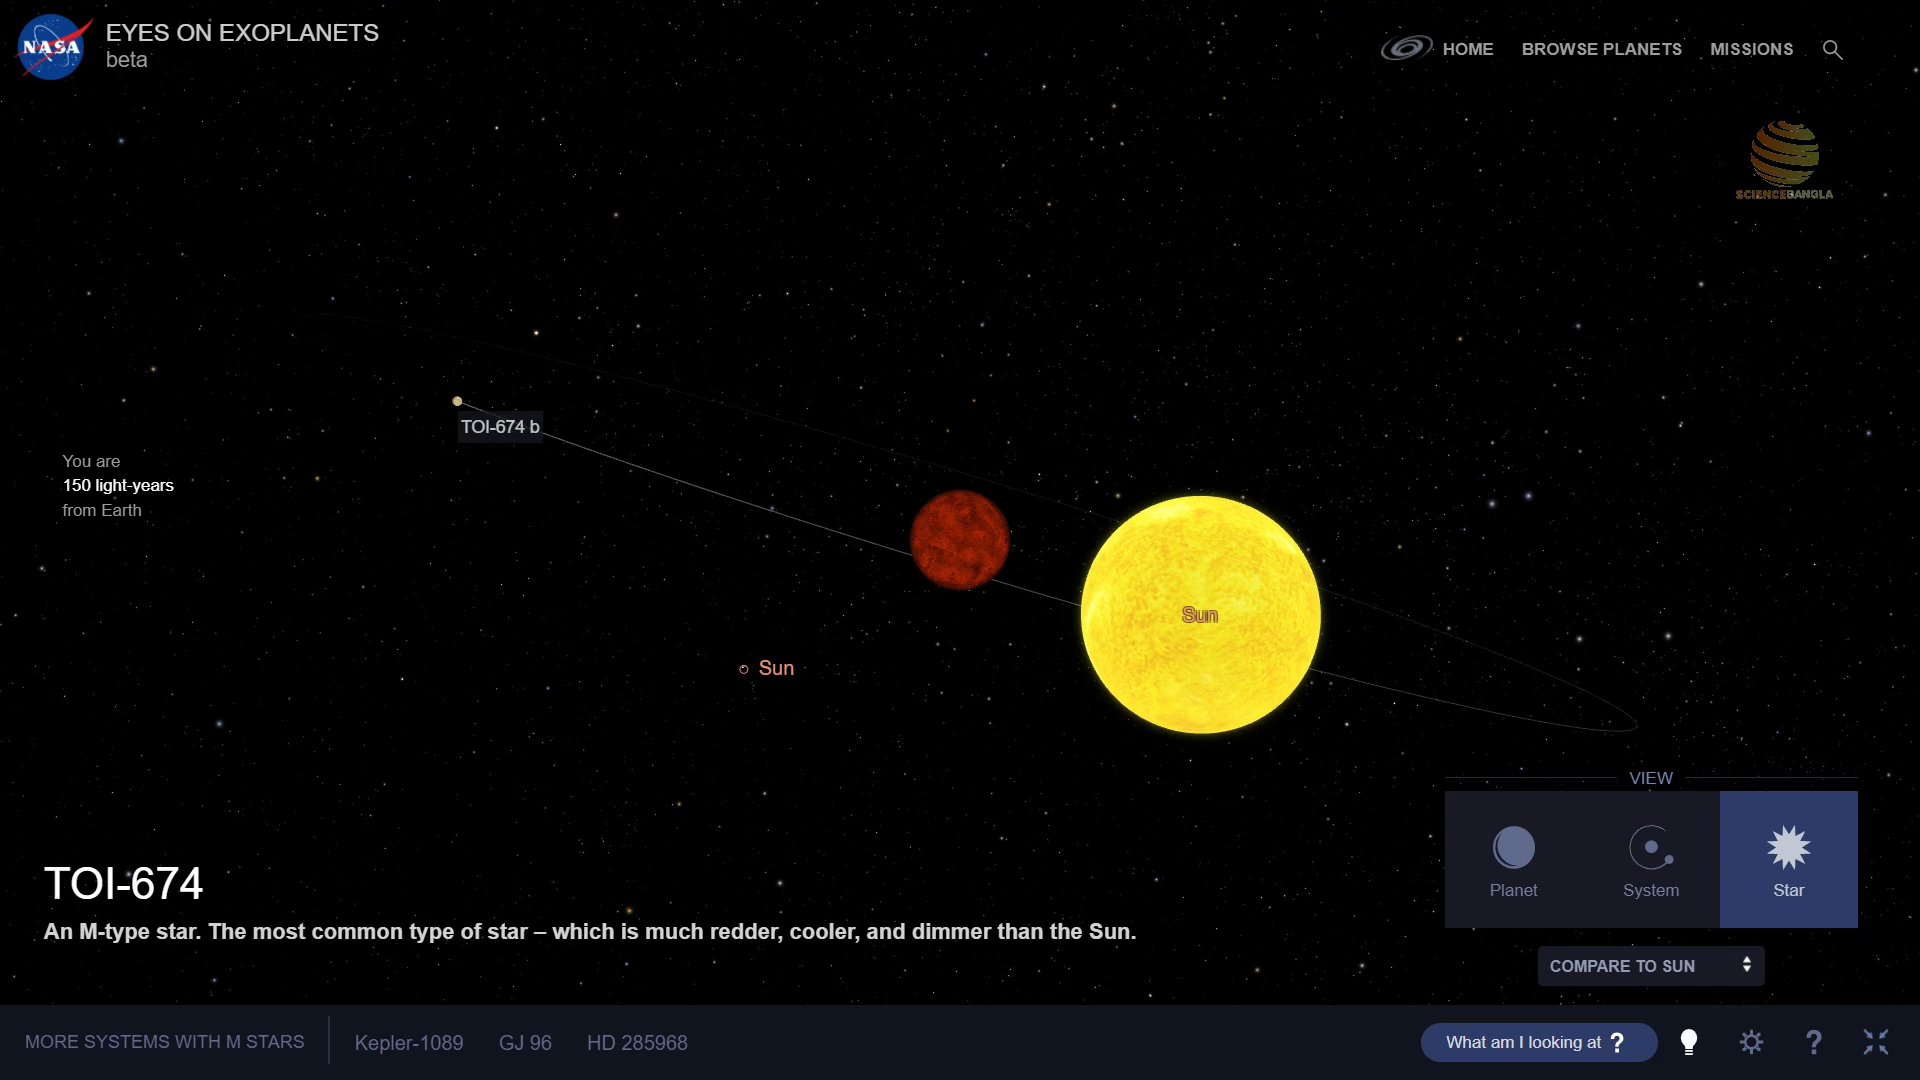 NASA
EYES ON EXOPLANETS
beta
HOME
BROWSE PLANETS
MISSIONS
SCIENCEBANGLA
TOI-674 b
You are
150 light-years
from Earth
Sun
Sun
VIEW
Planet
System
Star
TOI-674
An M-type star. The most common type of star – which is much redder, cooler, and dimmer than the Sun.
COMPARE TO SUN
MORE SYSTEMS WITH M STARS
Kepler-1089
GJ 96
HD 285968
What am I looking at ?
?